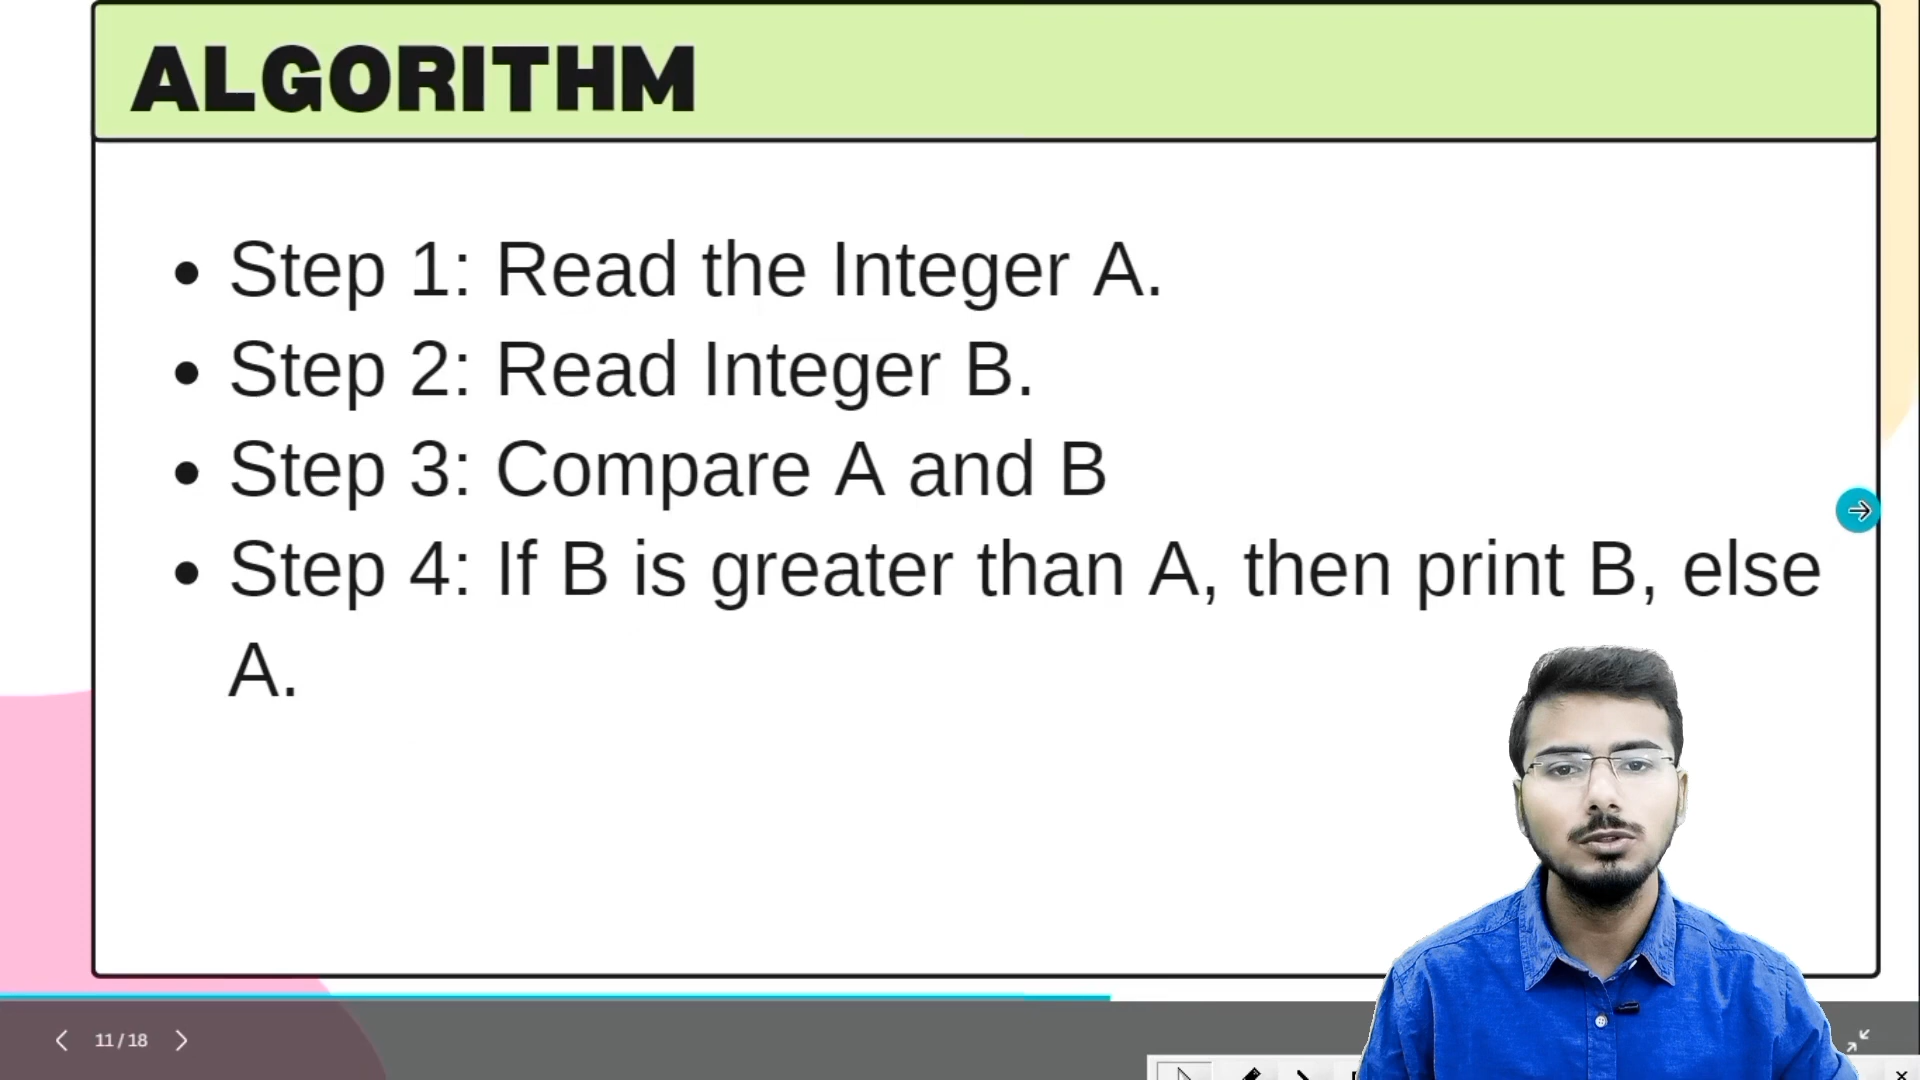 ALGORITHM
• Step 1: Read the Integer A.
• Step 2: Read Integer B.
• Step 3: Compare A and B
• Step 4: If B is greater than A, then print B, else
A.
11 / 18